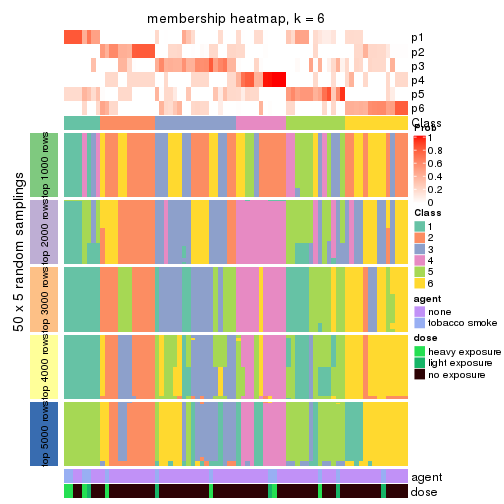 membership heatmap, k = 6
p1
p2
p3
p4
p5
p6
Class
Prob
1
0.8
0.6
0.4
0.2
0
Class
1
2
3
4
5
6
agent
none
tobacco smoke
dose
heavy exposure
light exposure
no exposure
50 x 5 random samplings
top 1000 rows
top 2000 rows
top 3000 rows
top 4000 rows
top 5000 rows
agent
dose